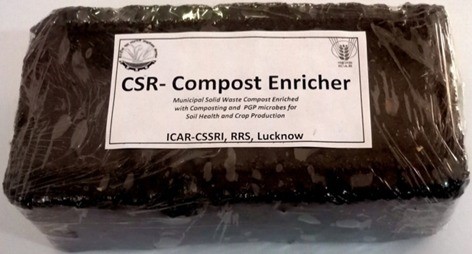 CSR- Compost Enricher
Municipal Solid Waste Compost Enriched
with Composting and PGP microbes for
Soil Health and Crop Production
ICAR-CSSRI, RRS, Lucknow